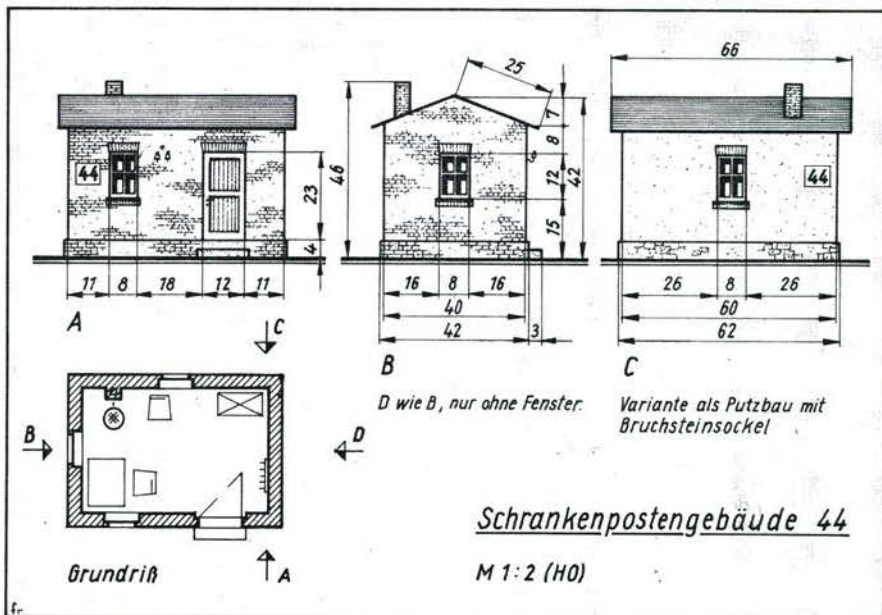 66
25
7
8
12
42
15
46
44
23
4
44
11 8 18 12 11
16 8 16
40
42 3
26 8 26
60
62
A
B
C
C
D wie B, nur ohne Fenster.
Variante als Putzbau mit
Bruchsteinsockel
B
D
A
Grundriß
Schrankenpostengebäude 44
M 1:2 (H0)
fr